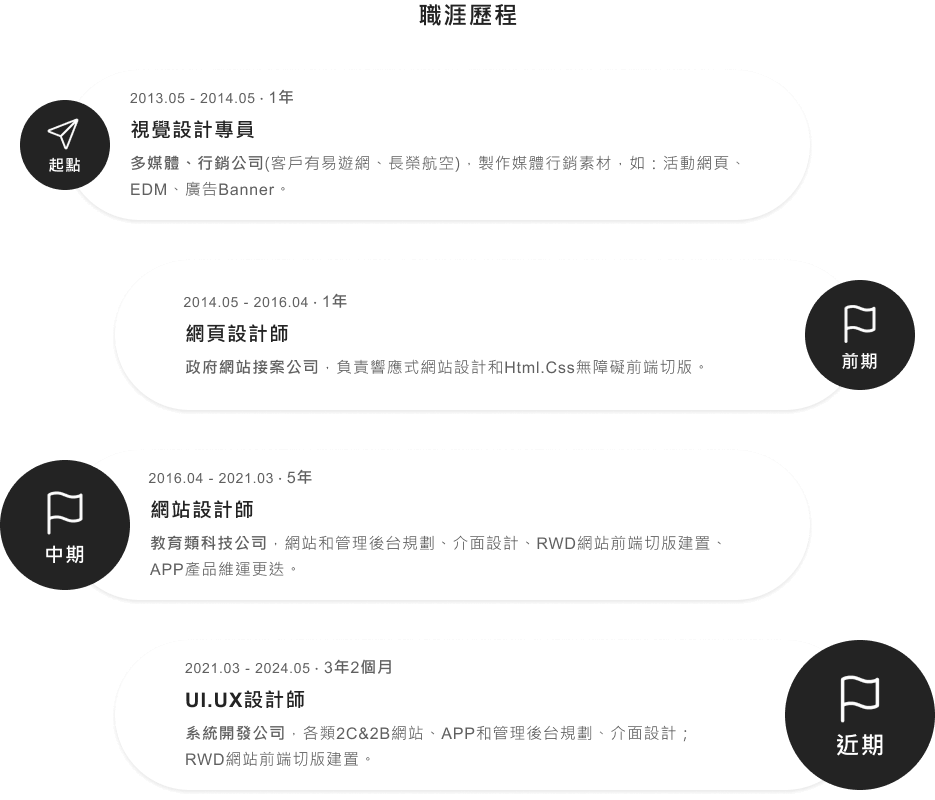 職涯歷程
2013.05 - 2014.05 · 1年
視覺設計專員
起點
多媒體、行銷公司(客戶有易遊網、長榮航空)，製作媒體行銷素材，如：活動網頁、
EDM、廣告Banner。
2014.05 - 2016.04 · 1年
網頁設計師
前期
政府網站接案公司，負責響應式網站設計和Html.Css無障礙前端切版。
2016.04 - 2021.03 · 5年
網站設計師
中期
教育類科技公司，網站和管理後台規劃、介面設計、RWD網站前端切版建置、
APP產品維運更迭。
2021.03 - 2024.05 · 3年2個月
UI.UX設計師
近期
系統開發公司，各類2C&2B網站、APP和管理後台規劃、介面設計；
RWD網站前端切版建置。